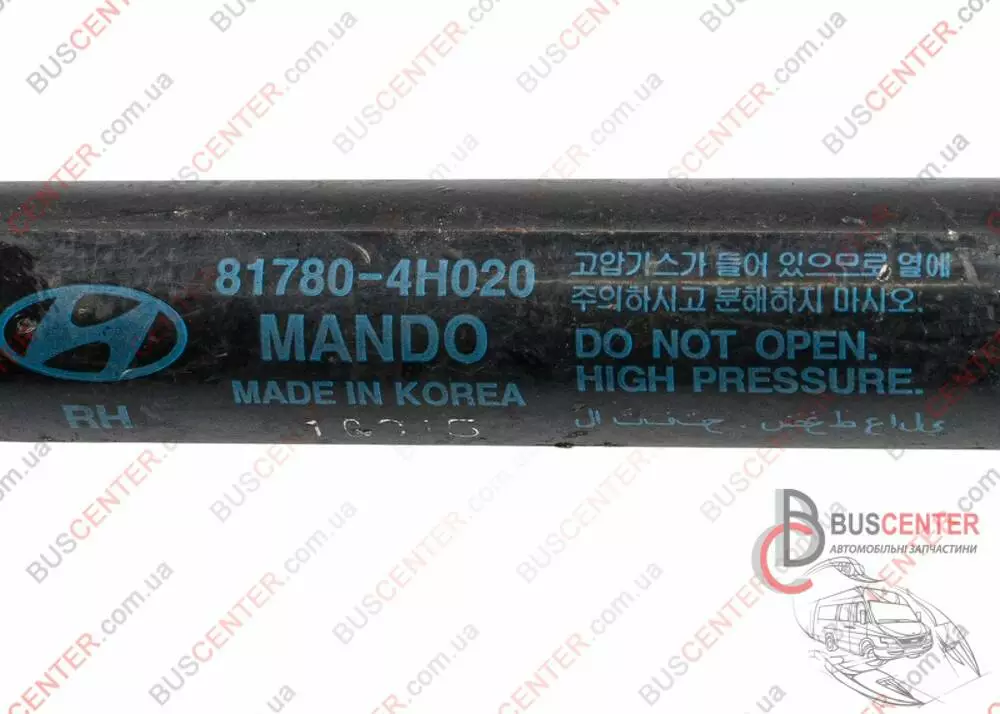 81780-4H020
MANDO
MADE IN KOREA
RH
고압가스가 들어 있으므로 열에
주의하시고 분해하지 마시오.
DO NOT OPEN.
HIGH PRESSURE.
BUSCENTER
АВТОМОБІЛЬНІ ЗАПЧАСТИНИ
BUSCENTER.com.ua